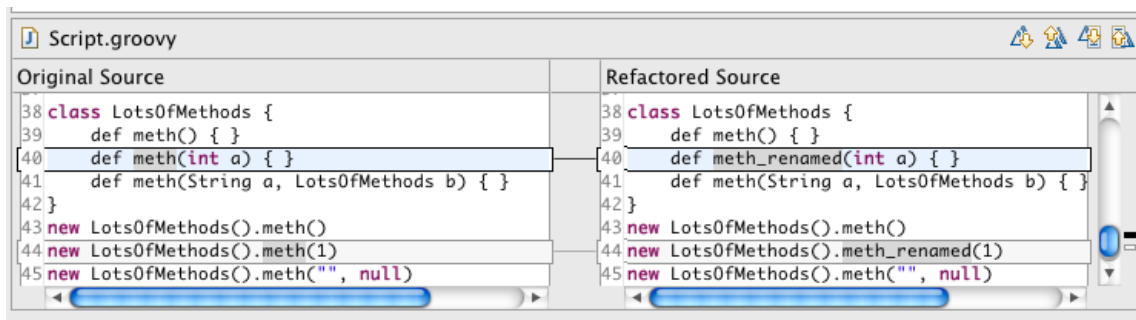 Script.groovy
Original Source
38 class LotsOfMethods {
39     def meth() { }
40     def meth(int a) { }
41     def meth(String a, LotsOfMethods b) { }
42 }
43 new LotsOfMethods().meth()
44 new LotsOfMethods().meth(1)
45 new LotsOfMethods().meth("", null)
Refactored Source
38 class LotsOfMethods {
39     def meth() { }
40     def meth_renamed(int a) { }
41     def meth(String a, LotsOfMethods b) { }
42 }
43 new LotsOfMethods().meth()
44 new LotsOfMethods().meth_renamed(1)
45 new LotsOfMethods().meth("", null)